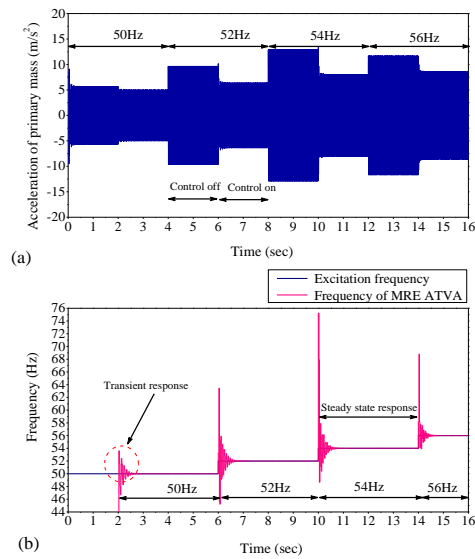 50Hz 52Hz 54Hz 56Hz
Acceleration of primary mass (m/s²)
20
15
10
5
0
-5
-10
-15
-20
Control off Control on
0 1 2 3 4 5 6 7 8 9 10 11 12 13 14 15 16
Time (sec)
(a)
Excitation frequency
Frequency of MRE ATVA
Frequency (Hz)
76
74
72
70
68
66
64
62
60
58
56
54
52
50
48
46
44
Transient response
Steady state response
50Hz 52Hz 54Hz 56Hz
0 1 2 3 4 5 6 7 8 9 10 11 12 13 14 15 16
Time (sec)
(b)